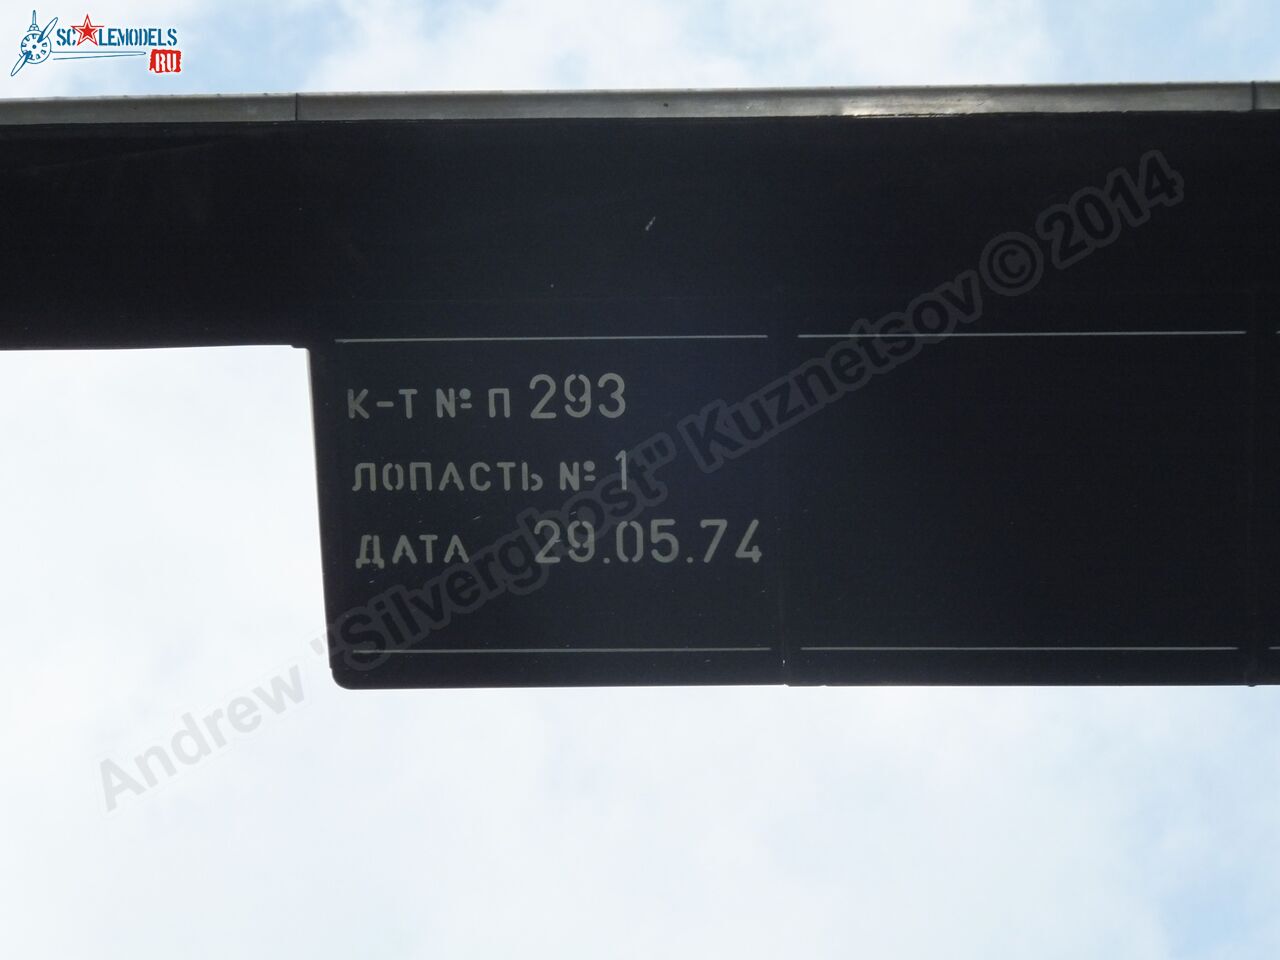 SCALEMODELS
RU
К-Т № П 293
ЛОПАСТЬ № 1
ДАТА 29.05.74
Andrew "Silverghost" Kuznetsov © 2014